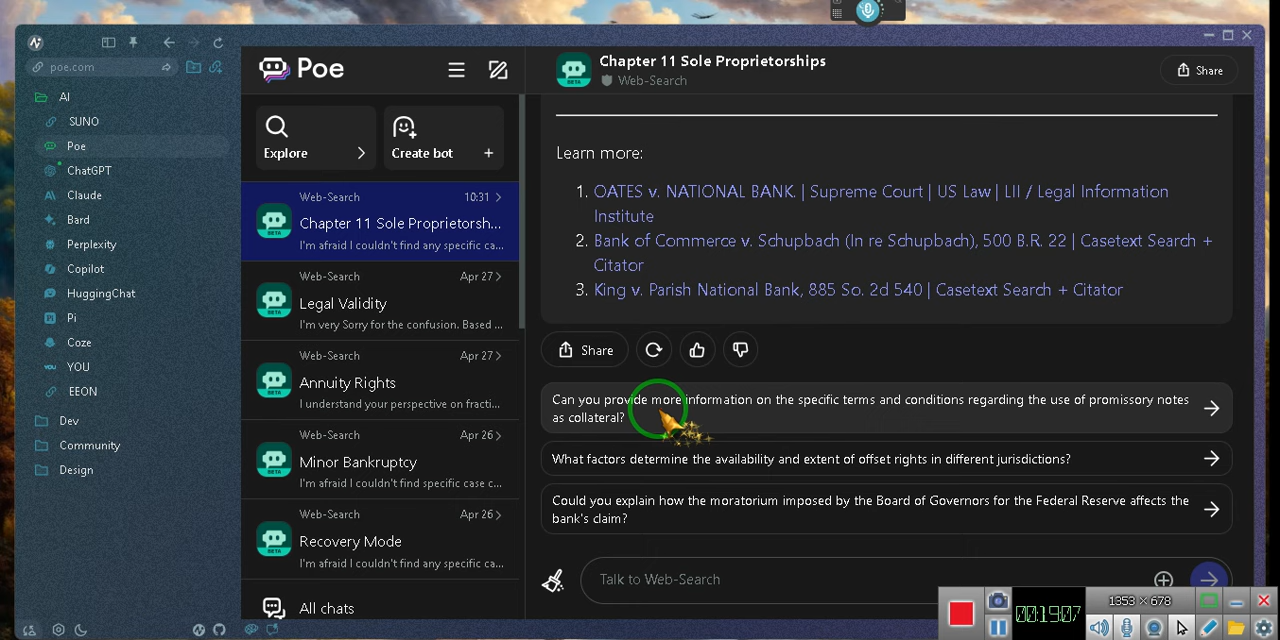 poe.com
AI
SUNO
Poe
ChatGPT
Claude
Bard
Perplexity
Copilot
HuggingChat
Pi
Coze
YOU
EEON
Dev
Community
Design
Poe
Explore
Create bot
Web-Search
10:31
Chapter 11 Sole Proprietorsh...
I'm afraid I couldn't find any specific ca...
BETA
Web-Search
Apr 27
Legal Validity
I'm very Sorry for the confusion. Based ...
BETA
Web-Search
Apr 27
Annuity Rights
I understand your perspective on fracti...
BETA
Web-Search
Apr 26
Minor Bankruptcy
I'm afraid I couldn't find specific case c...
BETA
Web-Search
Apr 26
Recovery Mode
I'm afraid I couldn't find any specific ca...
BETA
All chats
BETA
Chapter 11 Sole Proprietorships
Web-Search
Share
Learn more:
1. OATES v. NATIONAL BANK. | Supreme Court | US Law | LII / Legal Information
Institute
2. Bank of Commerce v. Schupbach (In re Schupbach), 500 B.R. 22 | Casetext Search +
Citator
3. King v. Parish National Bank, 885 So. 2d 540 | Casetext Search + Citator
Share
Can you provide more information on the specific terms and conditions regarding the use of promissory notes
as collateral?
What factors determine the availability and extent of offset rights in different jurisdictions?
Could you explain how the moratorium imposed by the Board of Governors for the Federal Reserve affects the
bank's claim?
Talk to Web-Search
00:19:07
1353 × 678